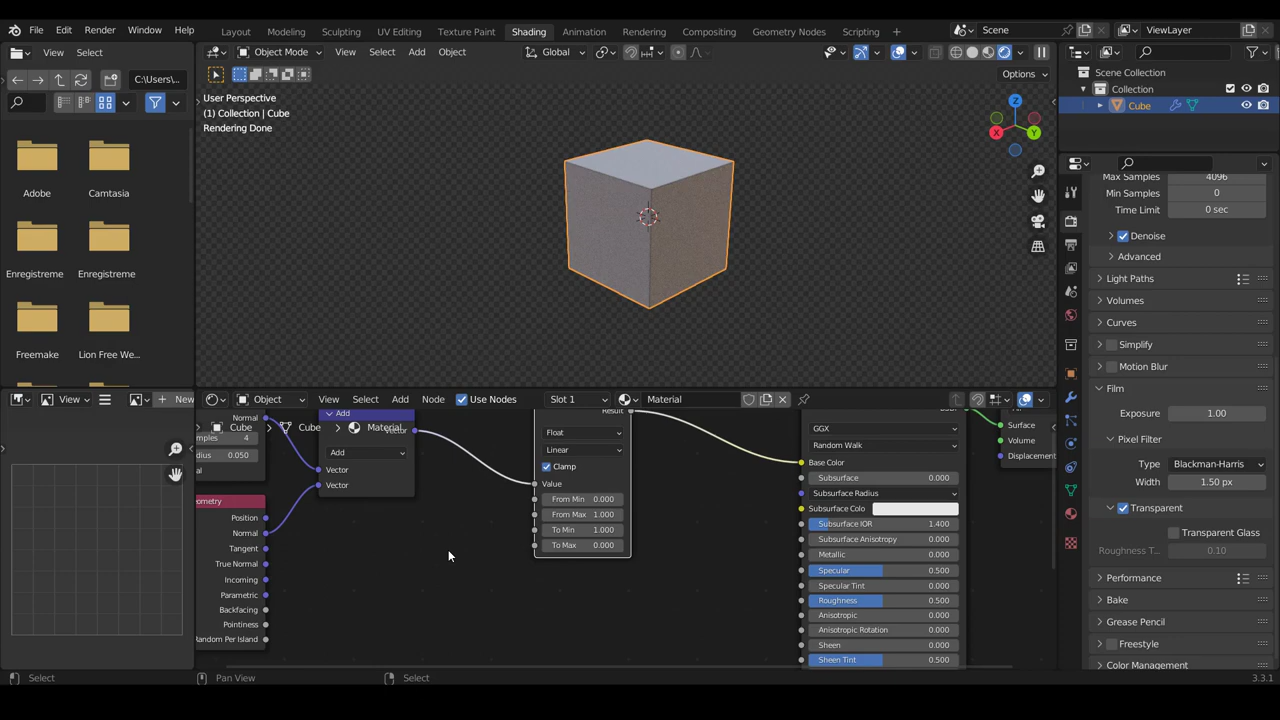 File Edit Render Window Help
Layout Modeling Sculpting UV Editing Texture Paint Shading Animation Rendering Compositing Geometry Nodes Scripting
Scene ViewLayer
View Select
Object Mode View Select Add Object Global
C:\Users\...
Options
User Perspective
(1) Collection | Cube
Rendering Done
X Y Z
Adobe
Camtasia
Enregistreme
Enregistreme
Freemake
Lion Free We...
Scene Collection
Collection
Cube
Max Samples 4096
Min Samples 0
Time Limit 0 sec
Denoise
Advanced
Light Paths
Volumes
Curves
Simplify
Motion Blur
Film
Exposure 1.00
Pixel Filter
Type Blackman-Harris
Width 1.50 px
Transparent
Transparent Glass
Roughness T... 0.10
Performance
Bake
Grease Pencil
Freestyle
Color Management
View New
Object View Select Add Node Use Nodes Slot 1 Material
Cube Cube Material
Normal
amples 4
adius 0.050
al
Add
Vector
Add
Vector
Vector
eometry
Position
Normal
Tangent
True Normal
Incoming
Parametric
Backfacing
Pointiness
Random Per Island
Result
Float
Linear
Clamp
Value
From Min 0.000
From Max 1.000
To Min 1.000
To Max 0.000
GGX
Random Walk
Base Color
Subsurface 0.000
Subsurface Radius
Subsurface Colo
Subsurface IOR 1.400
Subsurface Anisotropy 0.000
Metallic 0.000
Specular 0.500
Specular Tint 0.000
Roughness 0.500
Anisotropic 0.000
Anisotropic Rotation 0.000
Sheen 0.000
Sheen Tint 0.500
Surface
Volume
Displacement
Select Pan View Select 3.3.1